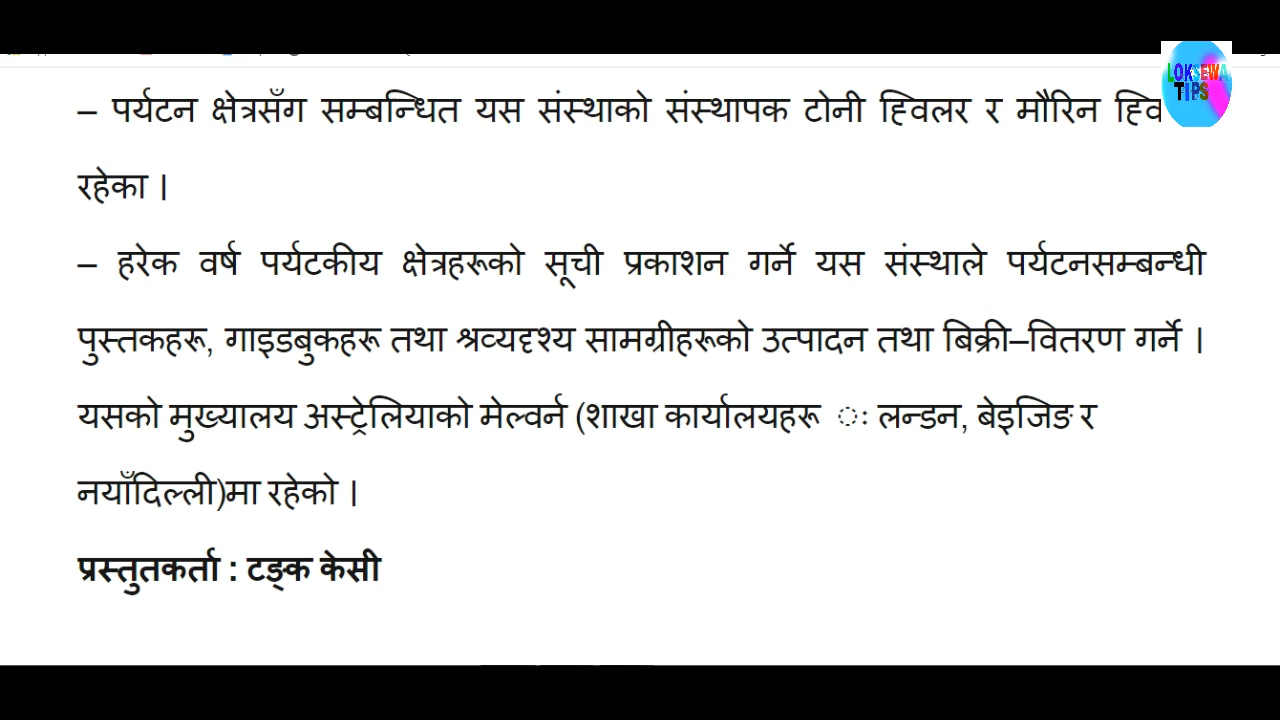 – पर्यटन क्षेत्रसँग सम्बन्धित यस संस्थाको संस्थापक टोनी ह्विलर र मौरिन
रहेका ।
– हरेक वर्ष पर्यटकीय क्षेत्रहरूको सूची प्रकाशन गर्ने यस संस्थाले पर्यटनसम्बन्धी
पुस्तकहरू, गाइडबुकहरू तथा श्रव्यदृश्य सामग्रीहरूको उत्पादन तथा बिक्री–वितरण गर्ने ।
यसको मुख्यालय अस्ट्रेलियाको मेल्वर्न (शाखा कार्यालयहरू ः लन्डन, बेइजिङ र
नयाँदिल्ली)मा रहेको ।
प्रस्तुतकर्ता : टङ्क केसी
LOKSEWA
TIPS